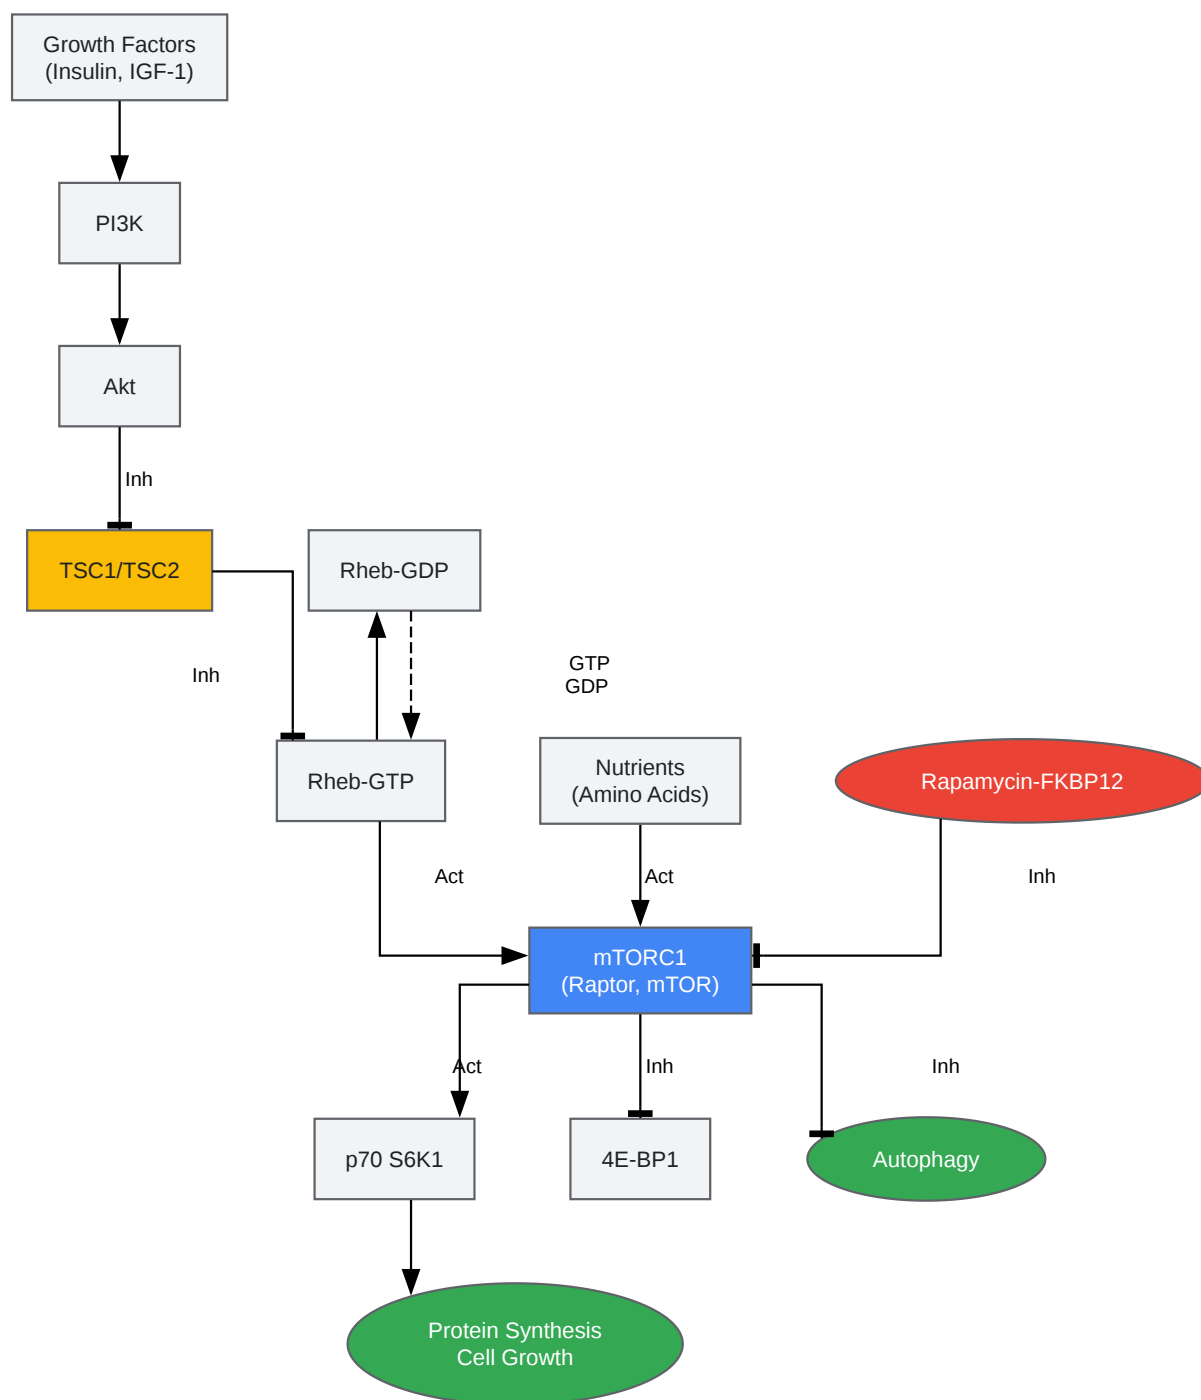 Growth Factors
(Insulin, IGF-1)
PI3K
Akt
Inh
TSC1/TSC2
Rheb-GDP
Inh
GTP
GDP
Rheb-GTP
Nutrients
(Amino Acids)
Rapamycin-FKBP12
Act
Act
Inh
mTORC1
(Raptor, mTOR)
Act
Inh
Inh
p70 S6K1
4E-BP1
Autophagy
Protein Synthesis
Cell Growth